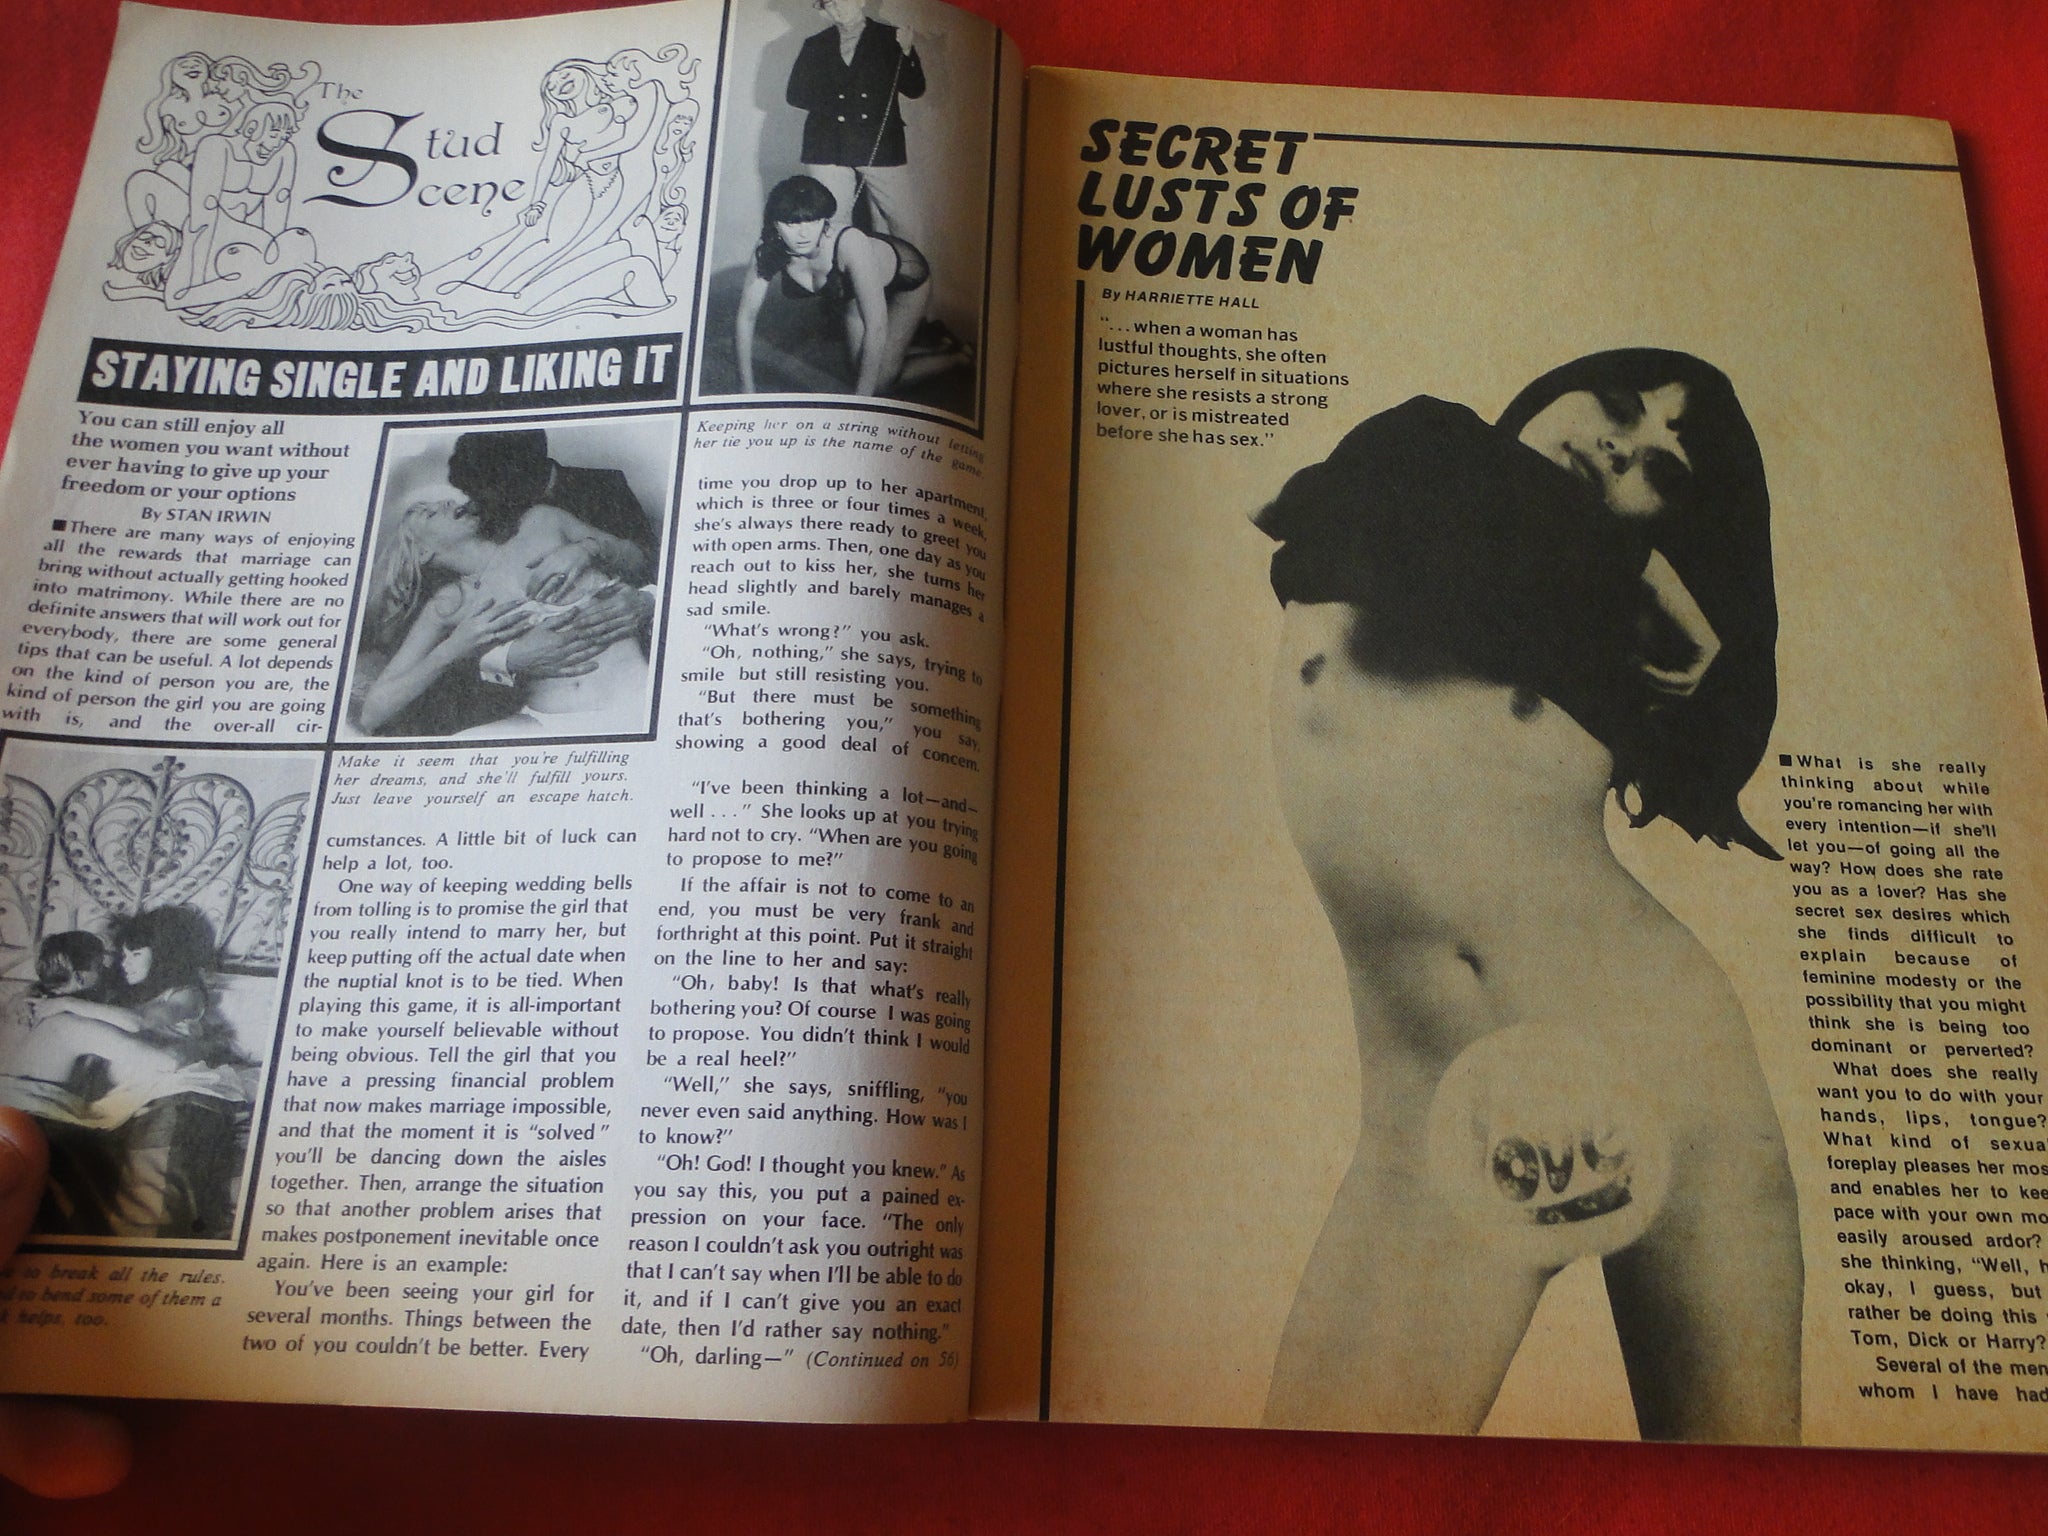 The
Stud
Scene
STAYING SINGLE AND LIKING IT
You can still enjoy all
the women you want without
ever having to give up your
freedom or your options
By STAN IRWIN
■There are many ways of enjoying
all the rewards that marriage can
bring without actually getting hooked
into matrimony. While there are no
definite answers that will work out for
everybody, there are some general
tips that can be useful. A lot depends
on the kind of person you are, the
kind of person the girl you are going
with is, and the over-all cir-
to break all the rules.
to bend some of them a
helps, too.
Make it seem that you're fulfilling
her dreams, and she'll fulfill yours.
Just leave yourself an escape hatch.
cumstances. A little bit of luck can
help a lot, too.
One way of keeping wedding bells
from tolling is to promise the girl that
you really intend to marry her, but
keep putting off the actual date when
the nuptial knot is to be tied. When
playing this game, it is all-important
to make yourself believable without
being obvious. Tell the girl that you
have a pressing financial problem
that now makes marriage impossible,
and that the moment it is "solved"
you'll be dancing down the aisles
together. Then, arrange the situation
so that another problem arises that
makes postponement inevitable once
again. Here is an example:
You've been seeing your girl for
several months. Things between the
two of you couldn't be better. Every
Keeping her on a string without letting
her tie you up is the name of the game.
time you drop up to her apartment,
which is three or four times a week,
she's always there ready to greet you
with open arms. Then, one day as you
reach out to kiss her, she turns her
head slightly and barely manages a
sad smile.
"What's wrong?" you ask.
"Oh, nothing," she says, trying to
smile but still resisting you.
"But there must be something
that's bothering you," you say,
showing a good deal of concern.
"I've been thinking a lot—and—
well . . ." She looks up at you trying
hard not to cry. "When are you going
to propose to me?"
If the affair is not to come to an
end, you must be very frank and
forthright at this point. Put it straight
on the line to her and say:
"Oh, baby! Is that what's really
bothering you? Of course I was going
to propose. You didn't think I would
be a real heel?"
"Well," she says, sniffling, "you
never even said anything. How was I
to know?"
"Oh! God! I thought you knew." As
you say this, you put a pained ex-
pression on your face. "The only
reason I couldn't ask you outright was
that I can't say when I'll be able to do
it, and if I can't give you an exact
date, then I'd rather say nothing."
"Oh, darling—" (Continued on 56)
SECRET
LUSTS OF
WOMEN
By HARRIETTE HALL
"... when a woman has
lustful thoughts, she often
pictures herself in situations
where she resists a strong
lover, or is mistreated
before she has sex."
■What is she really
thinking about while
you're romancing her with
every intention—if she'll
let you—of going all the
way? How does she rate
you as a lover? Has she
secret sex desires which
she finds difficult to
explain because of
feminine modesty or the
possibility that you might
think she is being too
dominant or perverted?
What does she really
want you to do with your
hands, lips, tongue?
What kind of sexua
foreplay pleases her mos
and enables her to kee
pace with your own mo
easily aroused ardor?
she thinking, "Well, h
okay, I guess, but
rather be doing this
Tom, Dick or Harry?
Several of the men
whom I have had